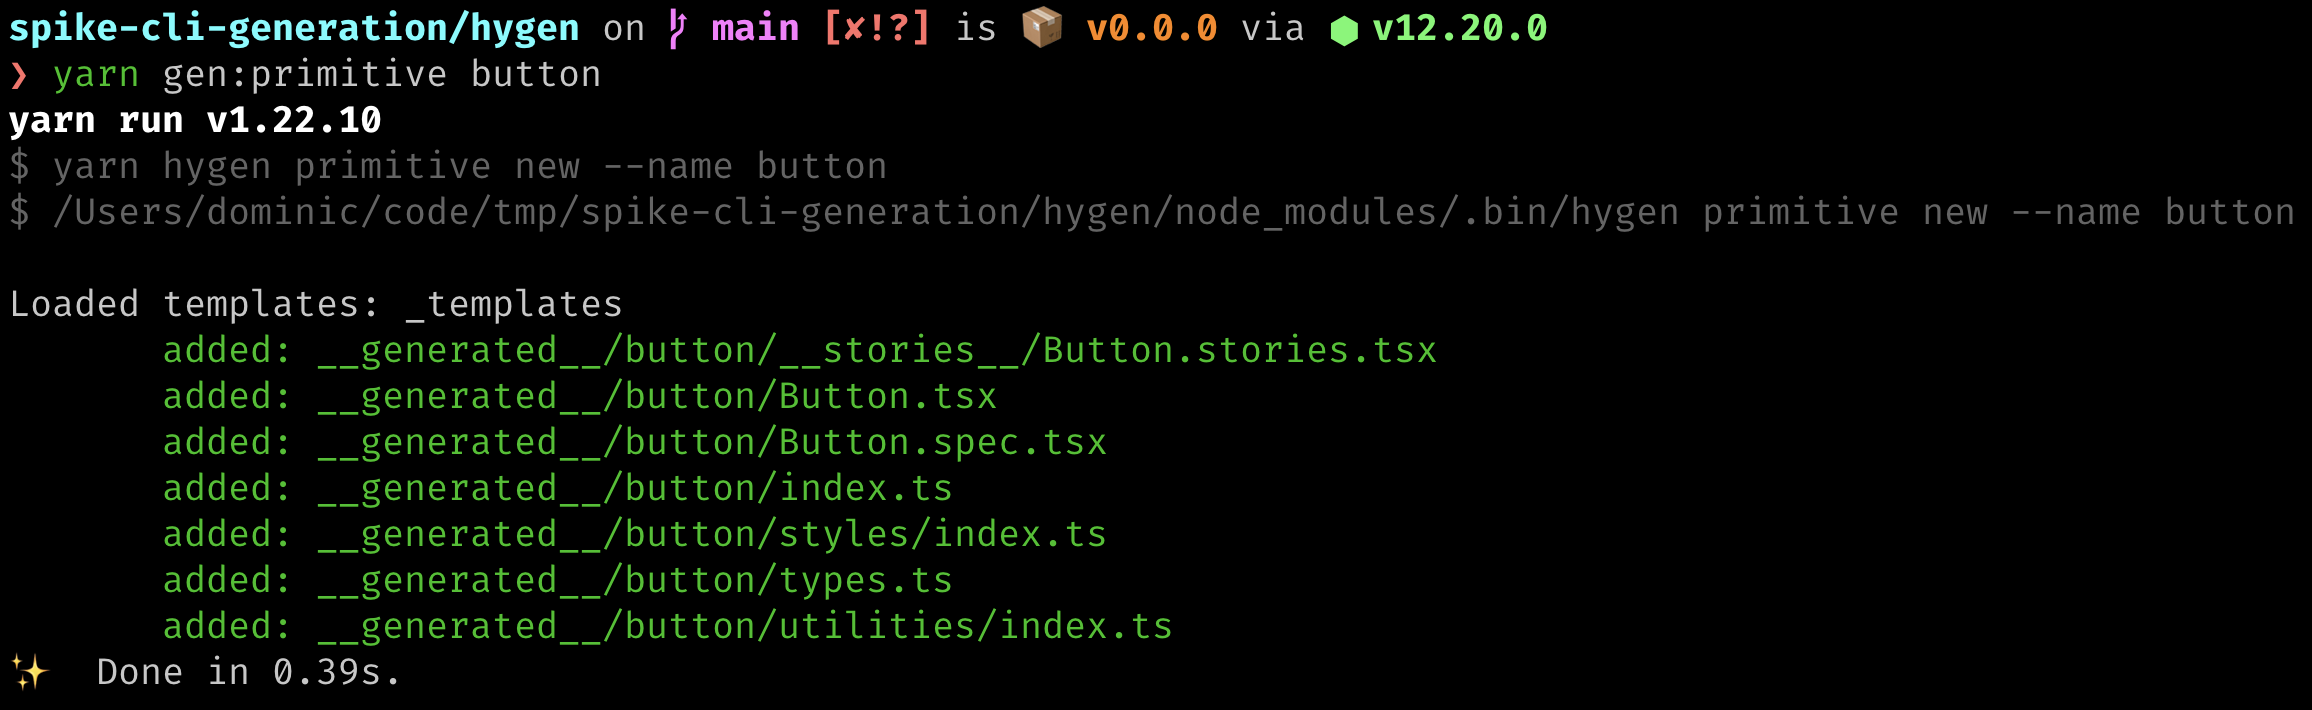 spike-cli-generation/hygen on main [✘!?] is 📦 v0.0.0 via ⬢ v12.20.0
❯ yarn gen:primitive button
yarn run v1.22.10
$ yarn hygen primitive new --name button
$ /Users/dominic/code/tmp/spike-cli-generation/hygen/node_modules/.bin/hygen primitive new --name button
Loaded templates: _templates
added: __generated__/button/__stories__/Button.stories.tsx
added: __generated__/button/Button.tsx
added: __generated__/button/Button.spec.tsx
added: __generated__/button/index.ts
added: __generated__/button/styles/index.ts
added: __generated__/button/types.ts
added: __generated__/button/utilities/index.ts
✨ Done in 0.39s.